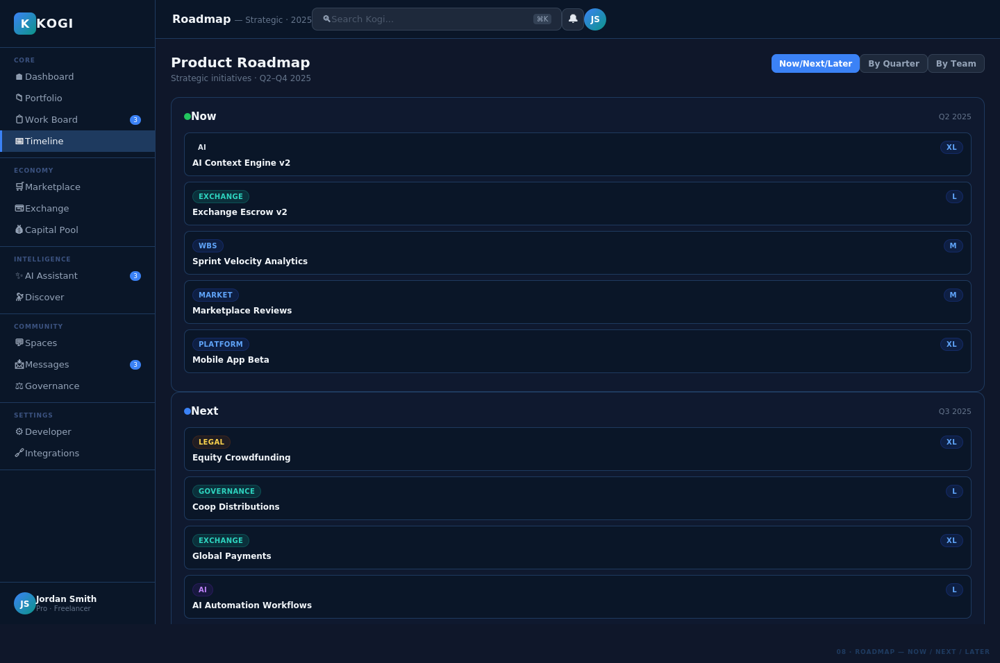 K KOGI
CORE
Dashboard
Portfolio
Work Board 3
Timeline
ECONOMY
Marketplace
Exchange
Capital Pool
INTELLIGENCE
AI Assistant 3
Discover
COMMUNITY
Spaces
Messages 3
Governance
SETTINGS
Developer
Integrations
JS Jordan Smith
Pro · Freelancer
Roadmap — Strategic · 2025 Search Kogi... ⌘K JS
Product Roadmap
Strategic initiatives · Q2–Q4 2025
Now/Next/Later By Quarter By Team
Now Q2 2025
AI XL
AI Context Engine v2
EXCHANGE L
Exchange Escrow v2
WBS M
Sprint Velocity Analytics
MARKET M
Marketplace Reviews
PLATFORM XL
Mobile App Beta
Next Q3 2025
LEGAL XL
Equity Crowdfunding
GOVERNANCE L
Coop Distributions
EXCHANGE XL
Global Payments
AI L
AI Automation Workflows
08 · ROADMAP — NOW / NEXT / LATER